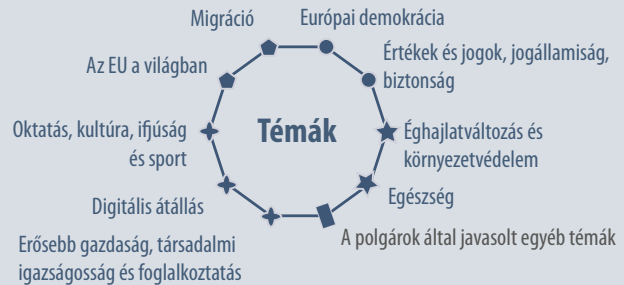 Migráció
Európai demokrácia
Az EU a világban
Értékek és jogok, jogállamiság,
biztonság
Oktatás, kultúra, ifjúság
és sport
Témák
Éghajlatváltozás és
környezetvédelem
Digitális átállás
Egészség
Erősebb gazdaság, társadalmi
igazságosság és foglalkoztatás
A polgárok által javasolt egyéb témák